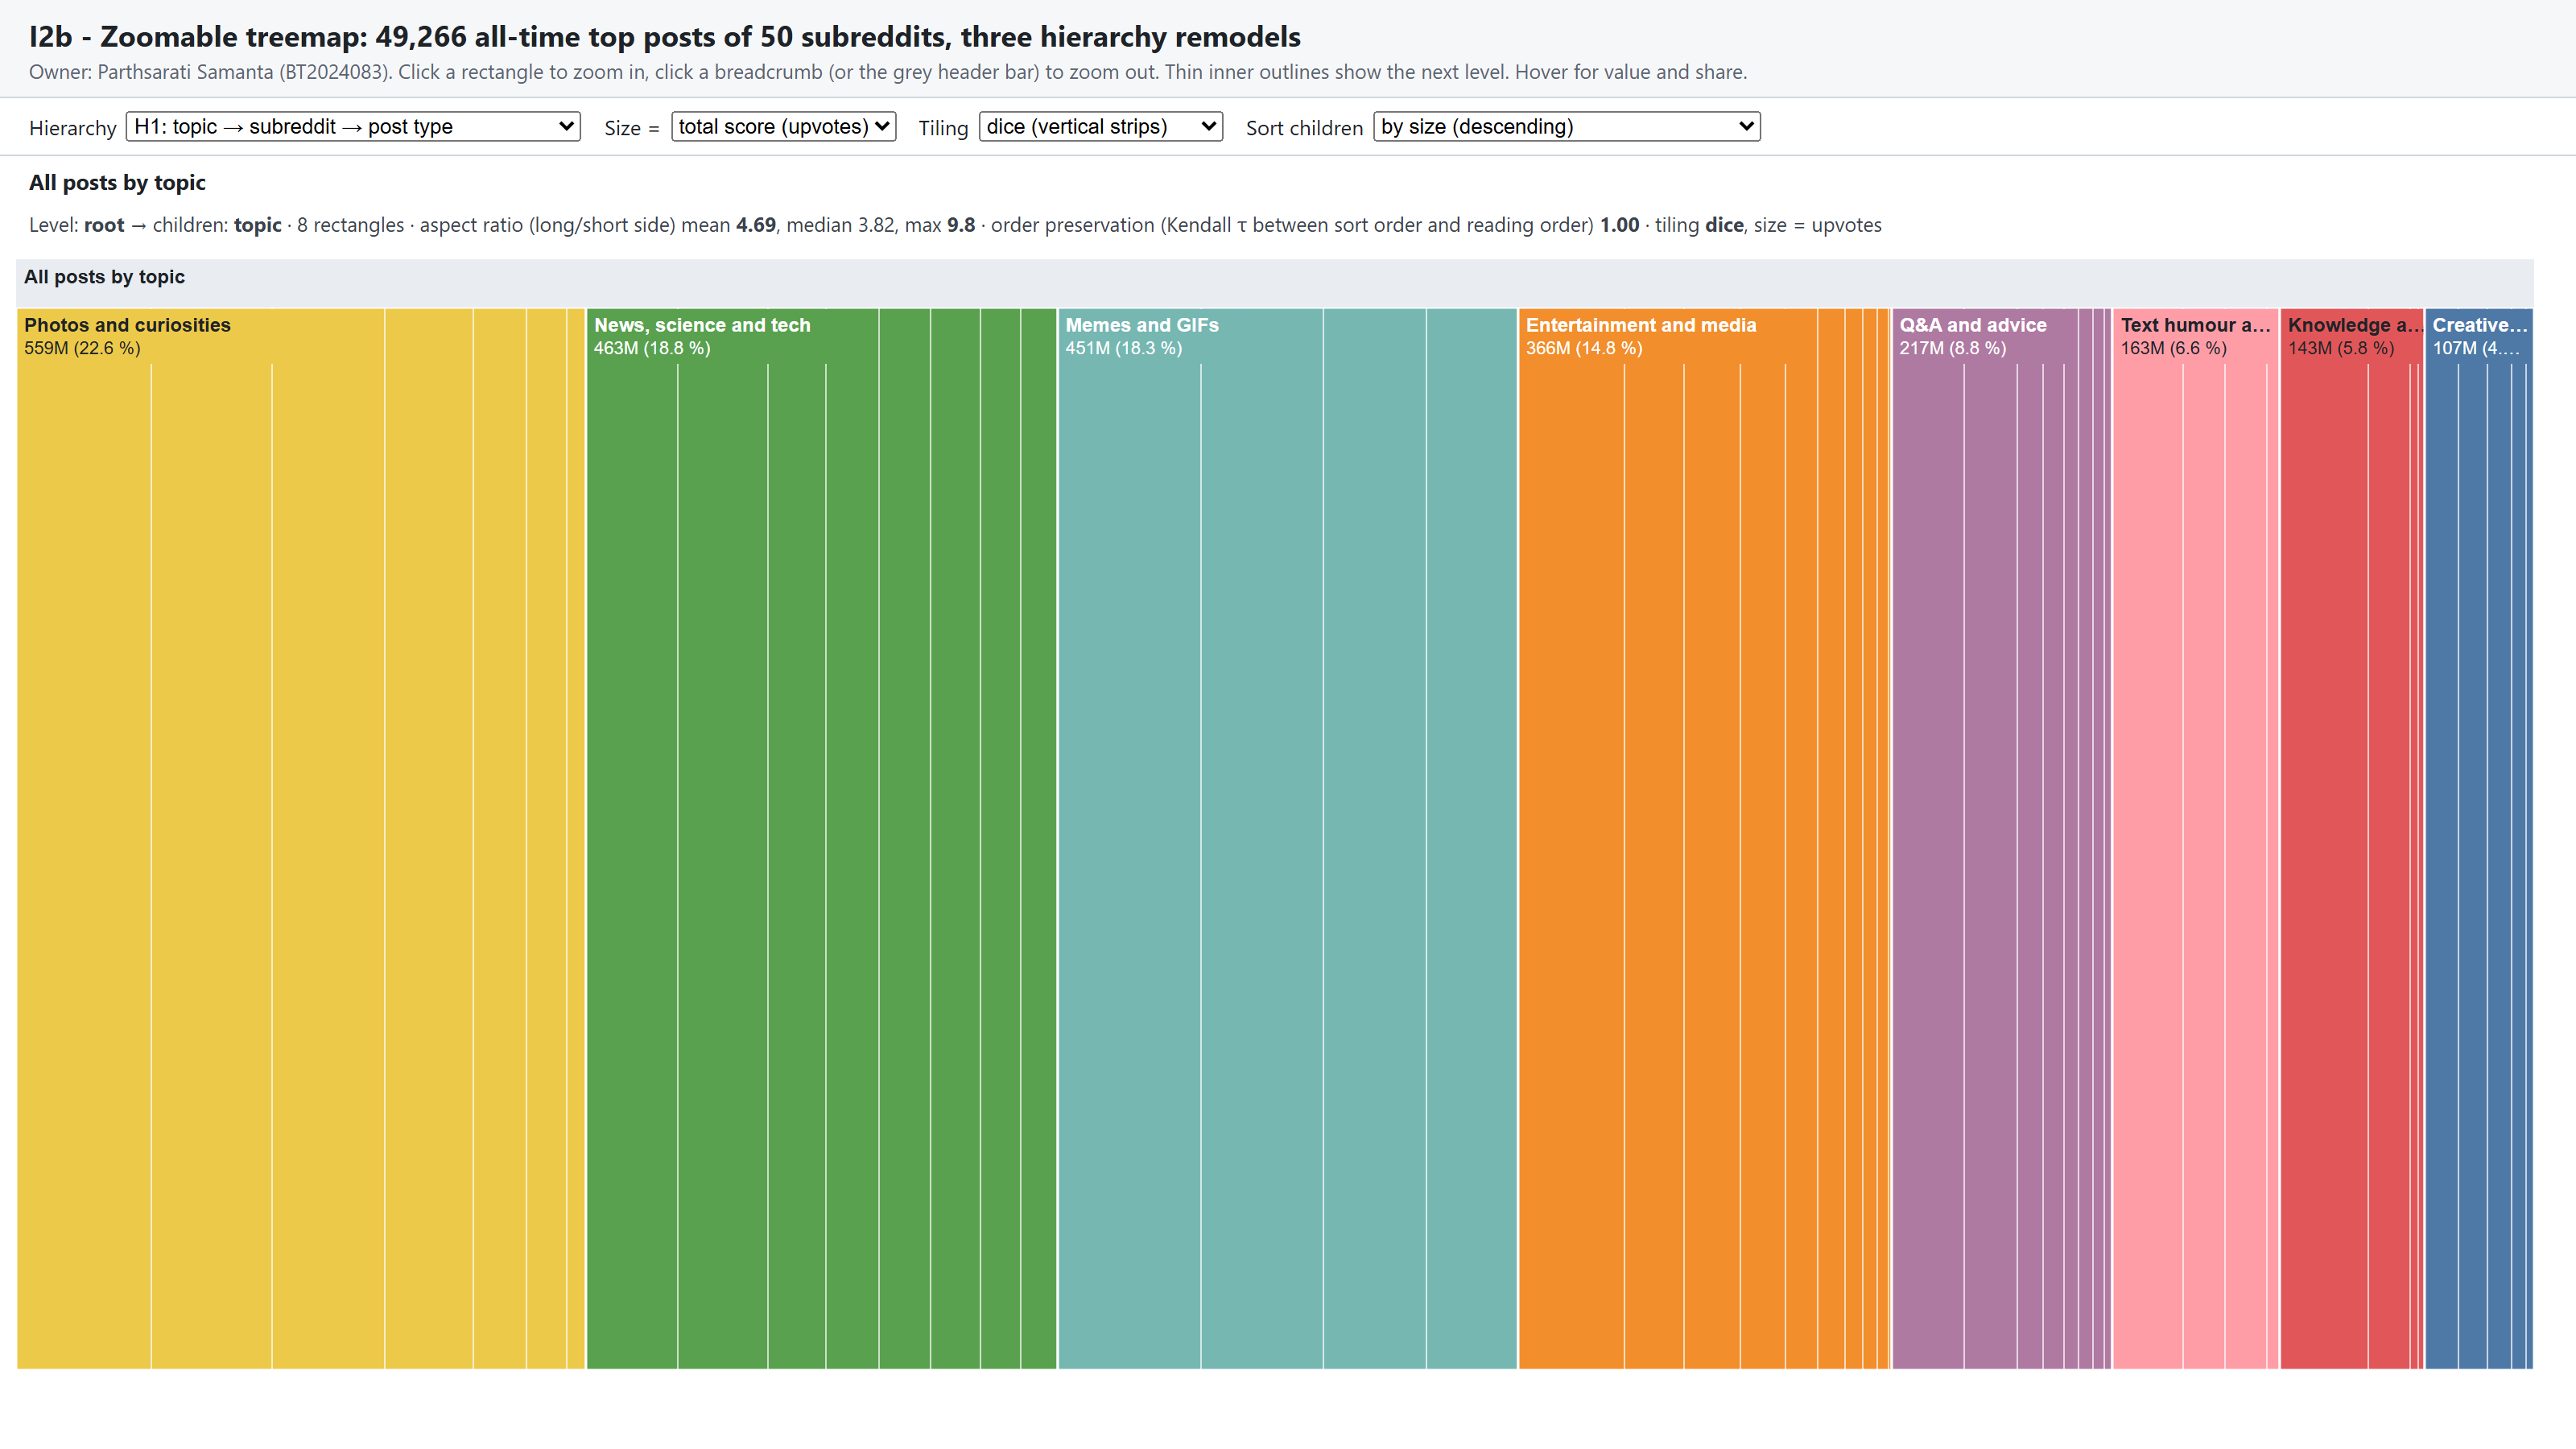 I2b - Zoomable treemap: 49,266 all-time top posts of 50 subreddits, three hierarchy remodels
Owner: Parthsarati Samanta (BT2024083). Click a rectangle to zoom in, click a breadcrumb (or the grey header bar) to zoom out. Thin inner outlines show the next level. Hover for value and share.
Hierarchy H1: topic → subreddit → post type Size = total score (upvotes) Tiling dice (vertical strips) Sort children by size (descending)
All posts by topic
Level: root → children: topic · 8 rectangles · aspect ratio (long/short side) mean 4.69, median 3.82, max 9.8 · order preservation (Kendall τ between sort order and reading order) 1.00 · tiling dice, size = upvotes
All posts by topic
Photos and curiosities
559M (22.6 %)
News, science and tech
463M (18.8 %)
Memes and GIFs
451M (18.3 %)
Entertainment and media
366M (14.8 %)
Q&A and advice
217M (8.8 %)
Text humour a...
163M (6.6 %)
Knowledge a...
143M (5.8 %)
Creative...
107M (4....